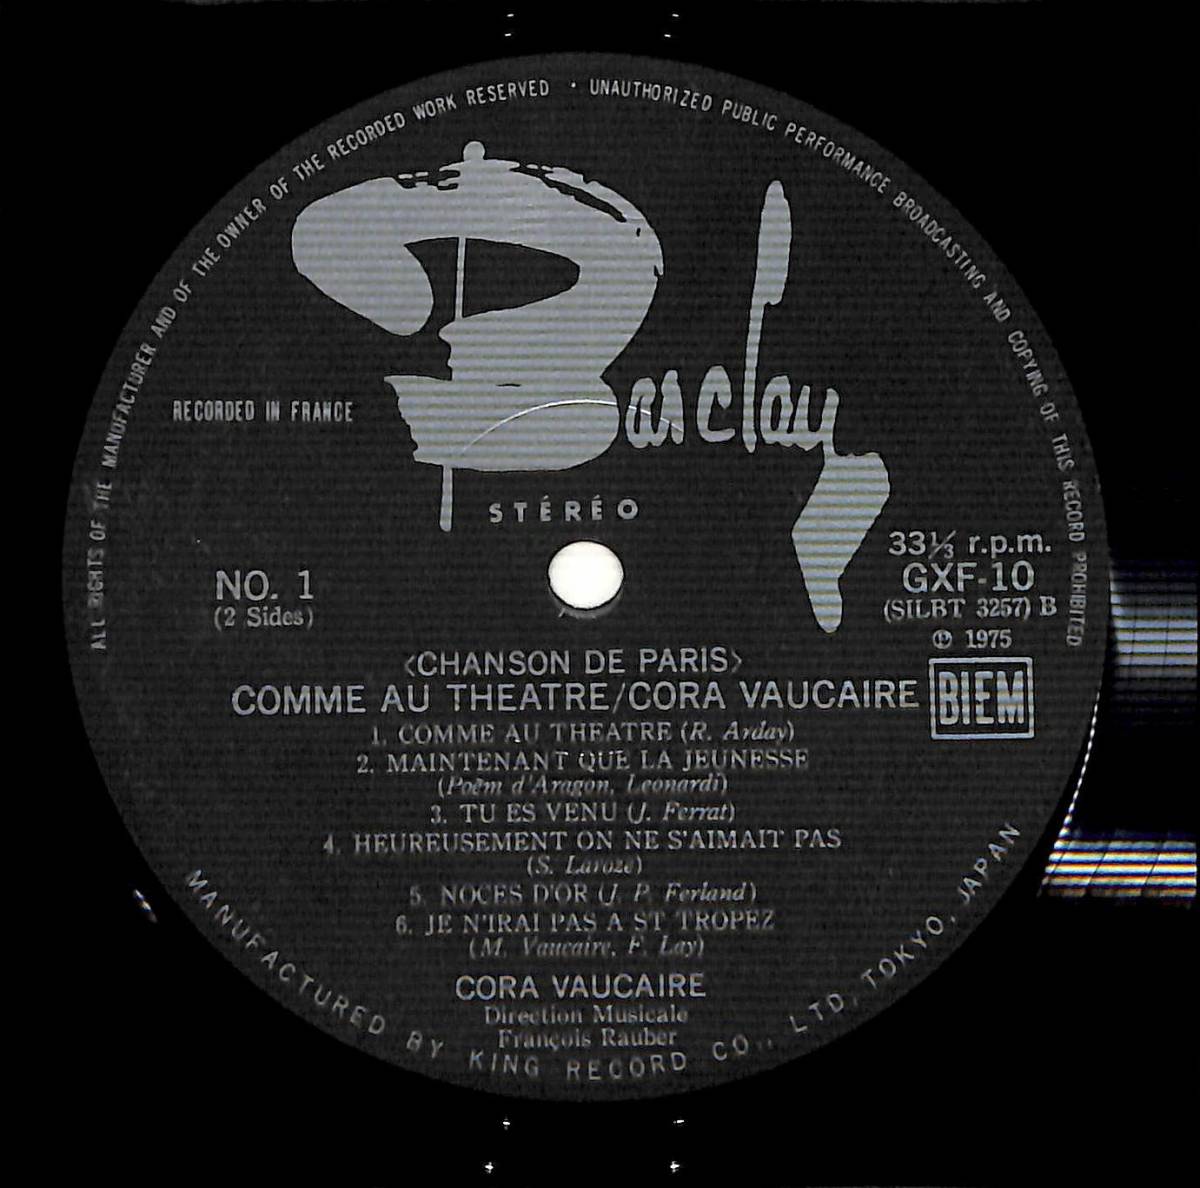 ALL RIGHTS OF THE MANUFACTURER AND OF THE OWNER OF THE RECORDED WORK RESERVED · UNAUTHORIZED PUBLIC PERFORMANCE BROADCASTING AND COPYING OF THIS RECORD PROHIBITED
Barclay
RECORDED IN FRANCE
STÉRÉO
33⅓ r.p.m.
NO. 1
GXF-10
(2 Sides)
(SILBT 3257) B
℗ 1975
BIEM
<CHANSON DE PARIS>
COMME AU THEATRE/CORA VAUCAIRE
1. COMME AU THEATRE (R. Arday)
2. MAINTENANT QUE LA JEUNESSE
(Poëm d'Aragon, Leonardi)
3. TU ES VENU (J. Ferrat)
4. HEUREUSEMENT ON NE S'AIMAIT PAS
(S. Laroze)
5. NOCES D'OR (J. P. Ferland)
6. JE N'IRAI PAS A ST TROPEZ
(M. Vaucaire, F. Lay)
CORA VAUCAIRE
Direction Musicale
François Rauber
MANUFACTURED BY KING RECORD CO., LTD, TOKYO, JAPAN